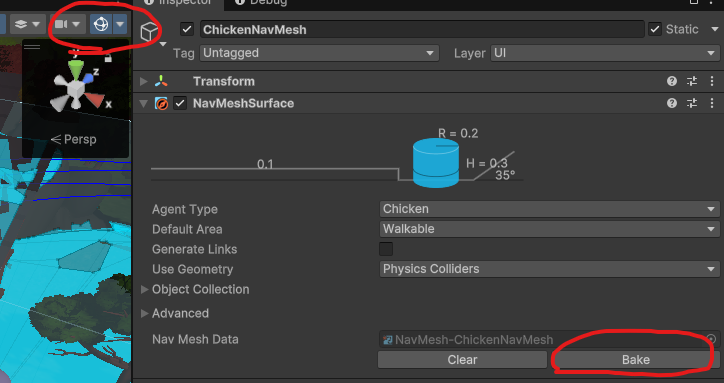 Inspector
Debug
ChickenNavMesh
Static
Tag Untagged
Layer UI
Transform
NavMeshSurface
y
z
x
Persp
R = 0.2
0.1
H = 0.3
35°
Agent Type Chicken
Default Area Walkable
Generate Links
Use Geometry Physics Colliders
Object Collection
Advanced
Nav Mesh Data NavMesh-ChickenNavMesh
Clear Bake